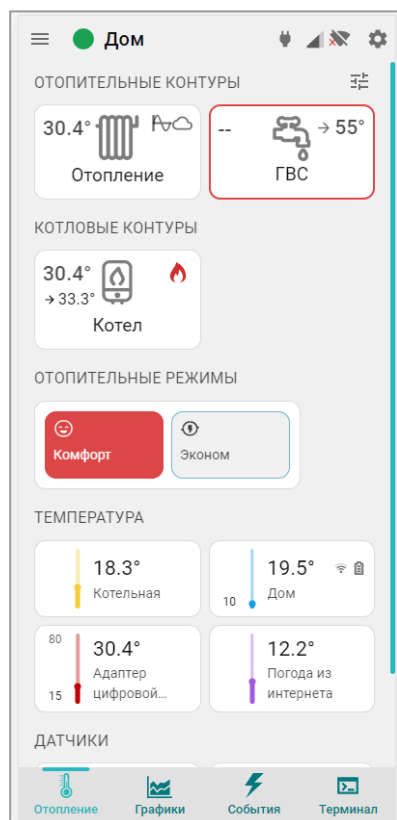 Дом
ОТОПИТЕЛЬНЫЕ КОНТУРЫ
30.4°
Отопление
-- → 55°
ГВС
КОТЛОВЫЕ КОНТУРЫ
30.4°
→ 33.3°
Котел
ОТОПИТЕЛЬНЫЕ РЕЖИМЫ
Комфорт
Эконом
ТЕМПЕРАТУРА
18.3°
Котельная
19.5°
10 Дом
80
30.4°
Адаптер
15 цифровой...
12.2°
Погода из
интернета
ДАТЧИКИ
Отопление
Графики
События
Терминал